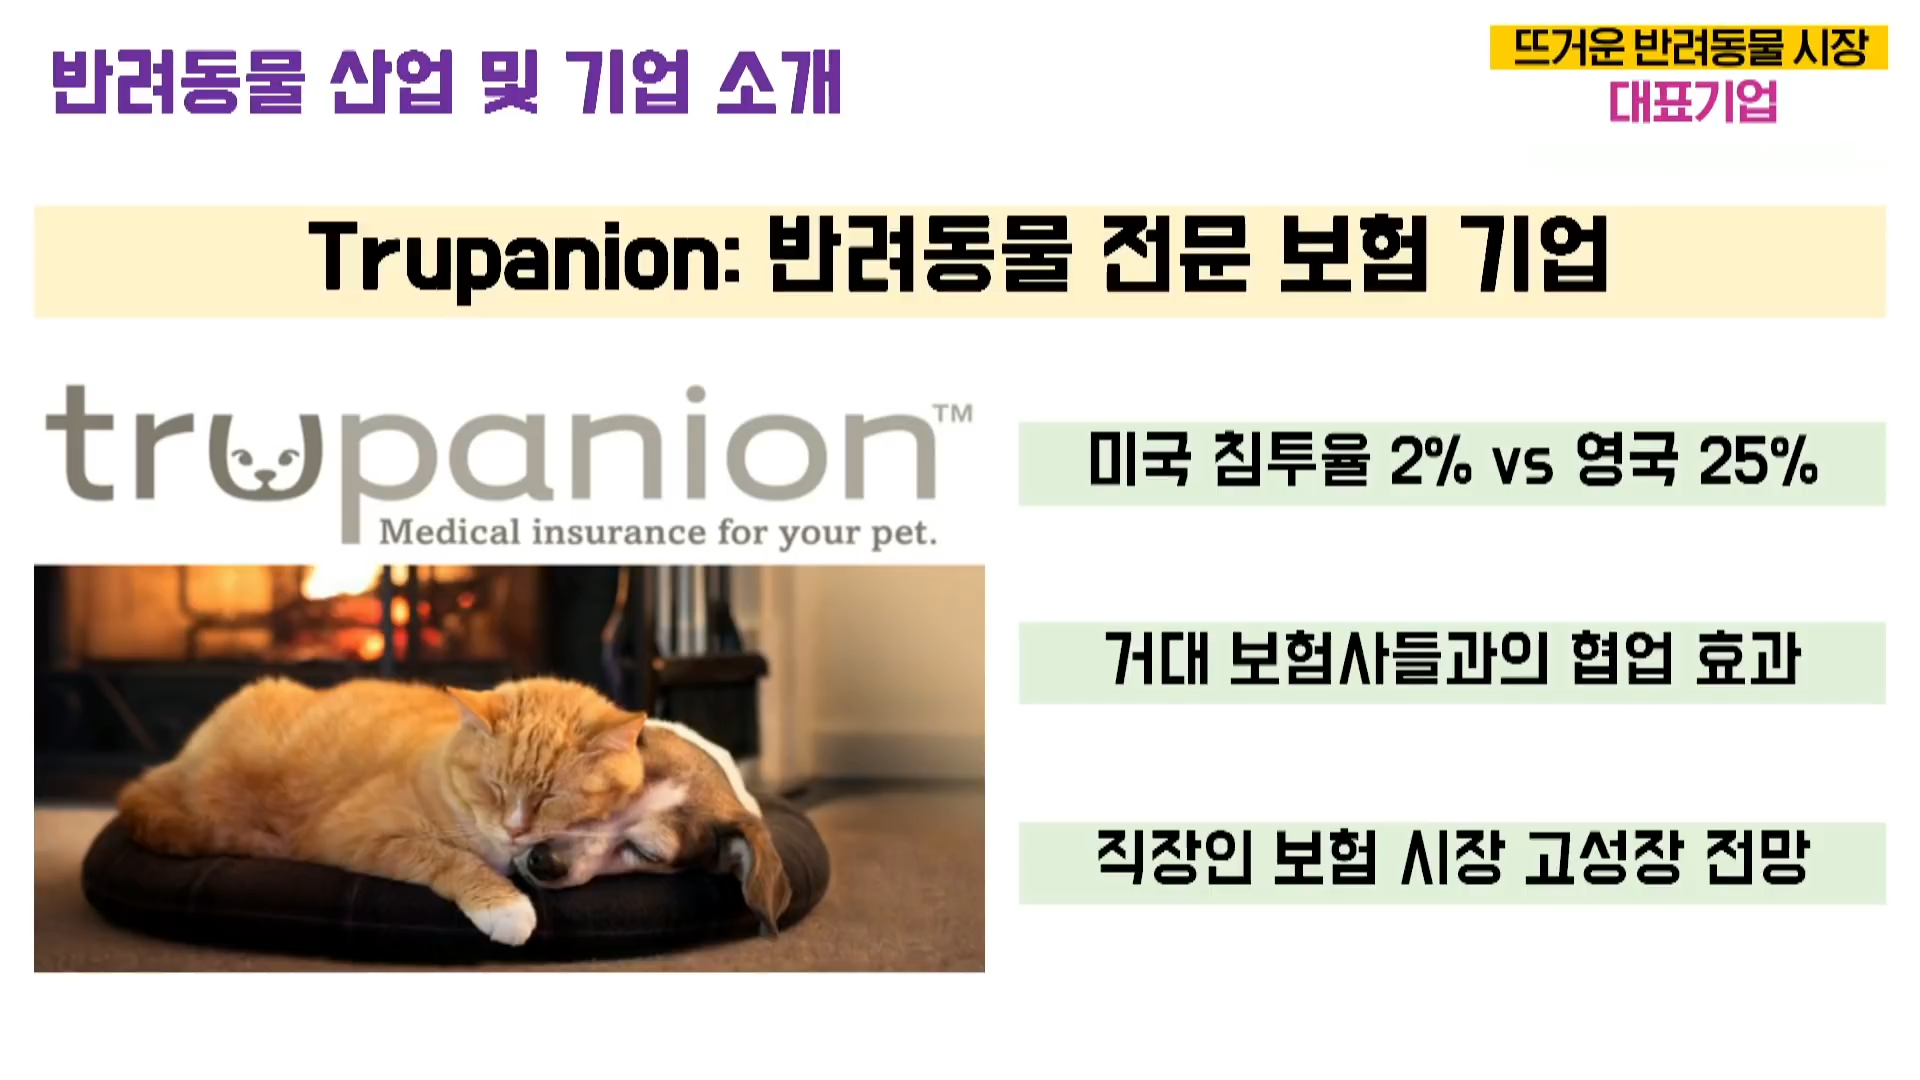 반려동물 산업 및 기업 소개
뜨거운 반려동물 시장
대표기업
Trupanion: 반려동물 전문 보험 기업
trupanion™
Medical insurance for your pet.
미국 침투율 2% vs 영국 25%
거대 보험사들과의 협업 효과
직장인 보험 시장 고성장 전망